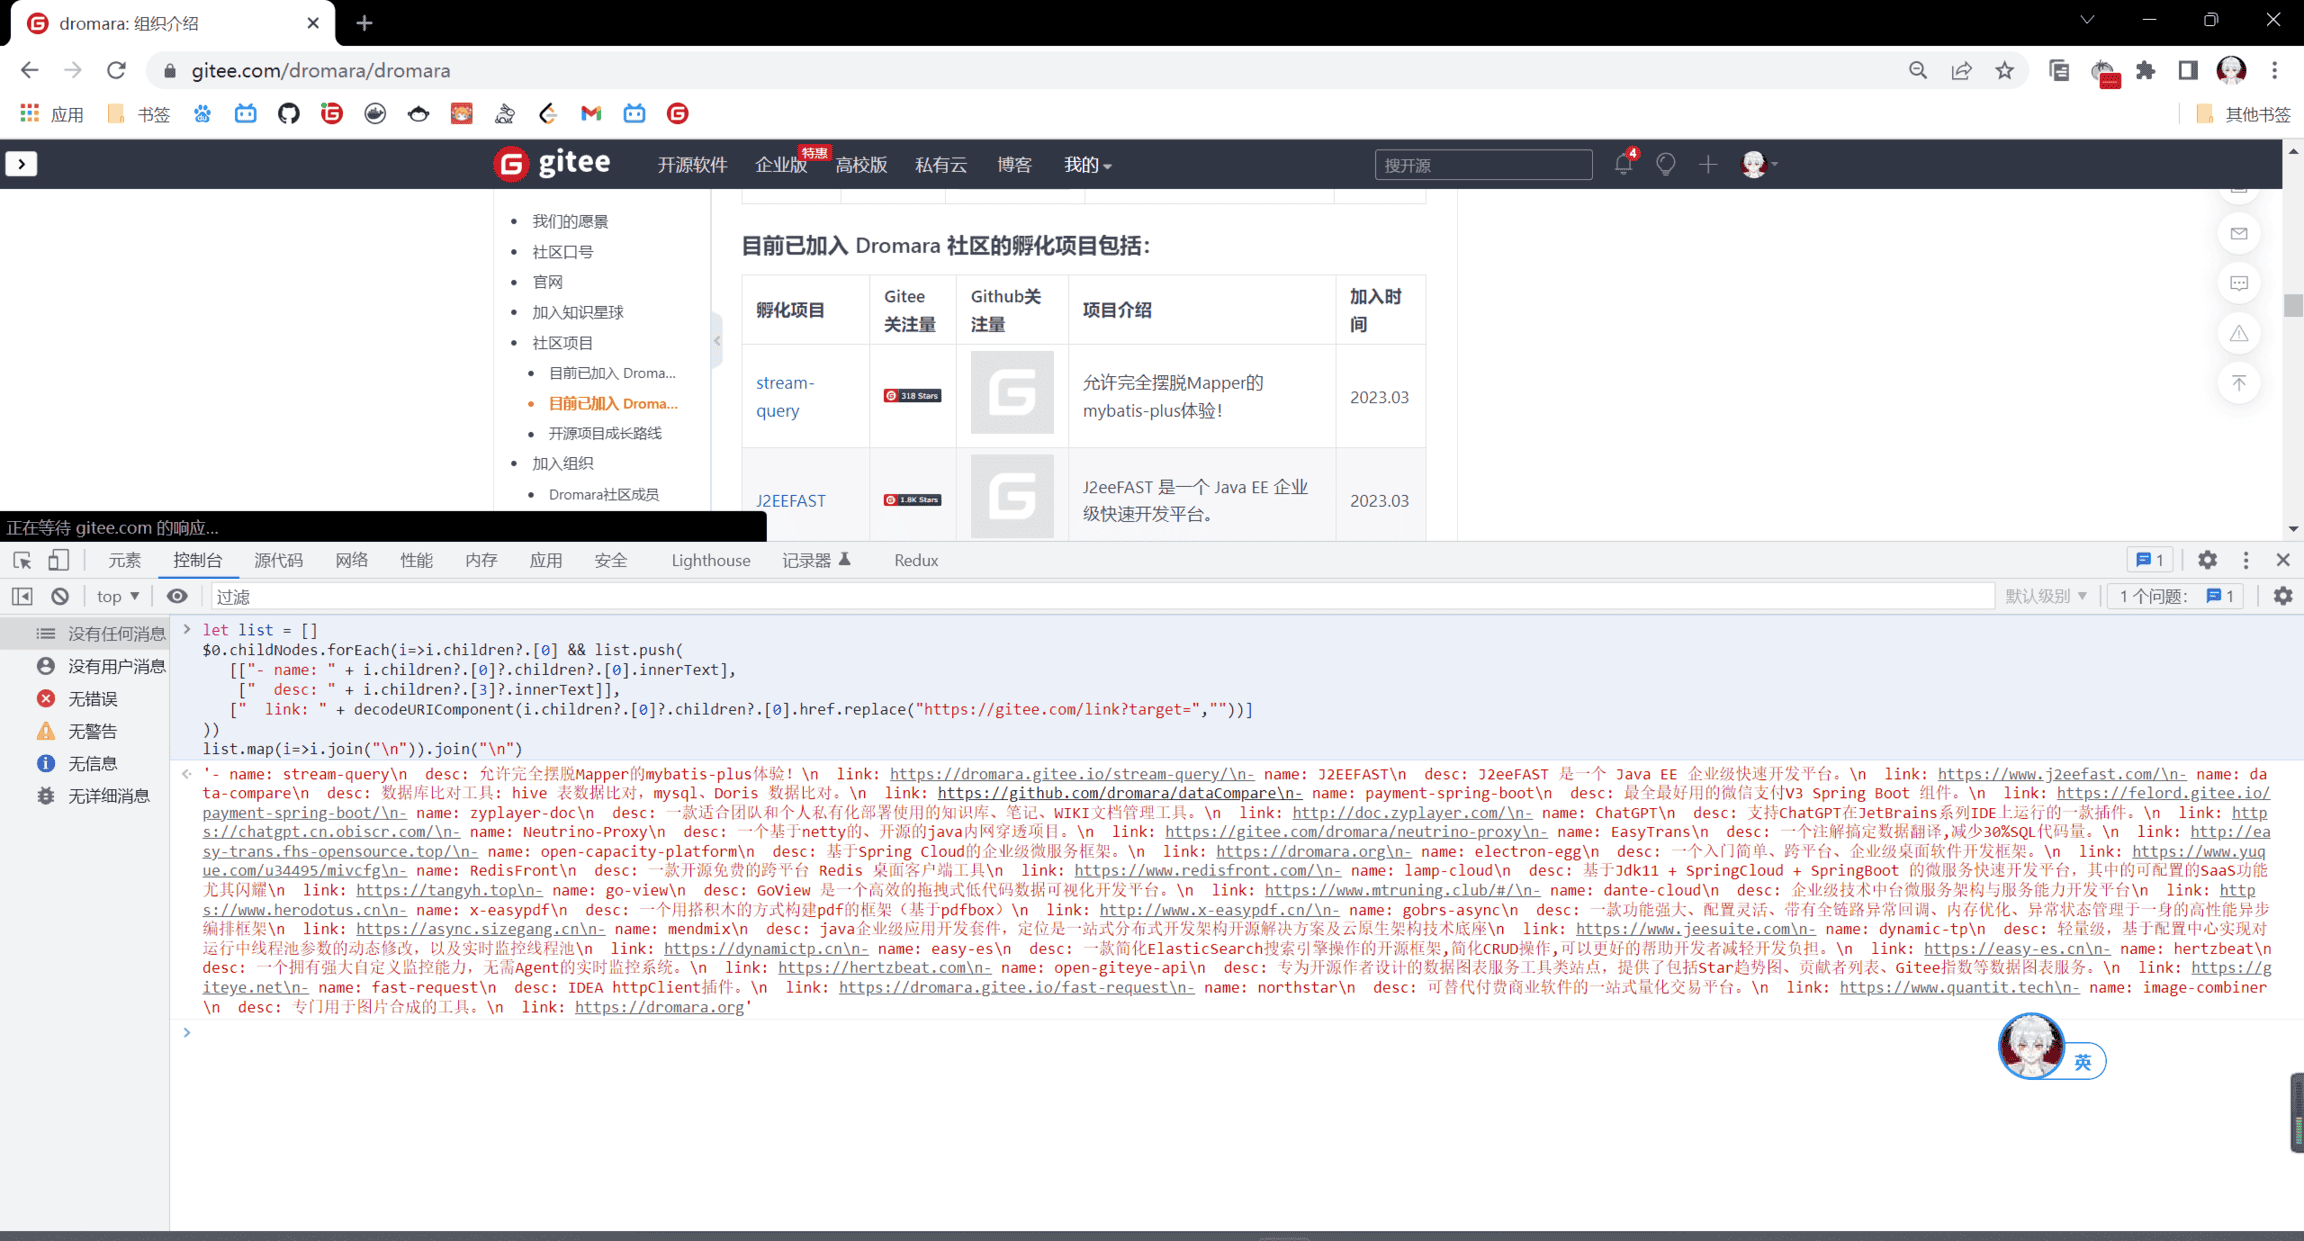 dromara: 组织介绍
gitee.com/dromara/dromara
应用
书签
其他书签
gitee
开源软件
企业版
特惠
高校版
私有云
博客
我的
搜开源
4
我们的愿景
社区口号
官网
加入知识星球
社区项目
目前已加入 Droma...
目前已加入 Droma...
开源项目成长路线
加入组织
Dromara社区成员
目前已加入 Dromara 社区的孵化项目包括：
孵化项目
Gitee
关注量
Github关
注量
项目介绍
加入时
间
stream-
query
318 Stars
允许完全摆脱Mapper的
mybatis-plus体验！
2023.03
J2EEFAST
1.8K Stars
J2eeFAST 是一个 Java EE 企业
级快速开发平台。
2023.03
正在等待 gitee.com 的响应...
元素
控制台
源代码
网络
性能
内存
应用
安全
Lighthouse
记录器
Redux
1
top
过滤
默认级别
1 个问题：
1
没有任何消息
没有用户消息
无错误
无警告
无信息
无详细消息
let list = []
$0.childNodes.forEach(i=>i.children?.[0] && list.push(
[["- name: " + i.children?.[0]?.children?.[0].innerText],
["  desc: " + i.children?.[3]?.innerText]],
["  link: " + decodeURIComponent(i.children?.[0]?.children?.[0].href.replace("https://gitee.com/link?target=",""))]
))
list.map(i=>i.join("\n")).join("\n")
'- name: stream-query\n  desc: 允许完全摆脱Mapper的mybatis-plus体验！\n  link: https://dromara.gitee.io/stream-query/\n- name: J2EEFAST\n  desc: J2eeFAST 是一个 Java EE 企业级快速开发平台。\n  link: https://www.j2eefast.com/\n- name: da
ta-compare\n  desc: 数据库比对工具: hive 表数据比对，mysql、Doris 数据比对。\n  link: https://github.com/dromara/dataCompare\n- name: payment-spring-boot\n  desc: 最全最好用的微信支付V3 Spring Boot 组件。\n  link: https://felord.gitee.io/
payment-spring-boot/\n- name: zyplayer-doc\n  desc: 一款适合团队和个人私有化部署使用的知识库、笔记、WIKI文档管理工具。\n  link: http://doc.zyplayer.com/\n- name: ChatGPT\n  desc: 支持ChatGPT在JetBrains系列IDE上运行的一款插件。\n  link: http
s://chatgpt.cn.obiscr.com/\n- name: Neutrino-Proxy\n  desc: 一个基于netty的、开源的java内网穿透项目。\n  link: https://gitee.com/dromara/neutrino-proxy\n- name: EasyTrans\n  desc: 一个注解搞定数据翻译,减少30%SQL代码量。\n  link: http://ea
sy-trans.fhs-opensource.top/\n- name: open-capacity-platform\n  desc: 基于Spring Cloud的企业级微服务框架。\n  link: https://dromara.org\n- name: electron-egg\n  desc: 一个入门简单、跨平台、企业级桌面软件开发框架。\n  link: https://www.yuq
ue.com/u34495/mivcfg\n- name: RedisFront\n  desc: 一款开源免费的跨平台 Redis 桌面客户端工具\n  link: https://www.redisfront.com/\n- name: lamp-cloud\n  desc: 基于Jdk11 + SpringCloud + SpringBoot 的微服务快速开发平台，其中的可配置的SaaS功能
尤其闪耀\n  link: https://tangyh.top\n- name: go-view\n  desc: GoView 是一个高效的拖拽式低代码数据可视化开发平台。\n  link: https://www.mtruning.club/#/\n- name: dante-cloud\n  desc: 企业级技术中台微服务架构与服务能力开发平台\n  link: http
s://www.herodotus.cn\n- name: x-easypdf\n  desc: 一个用搭积木的方式构建pdf的框架（基于pdfbox）\n  link: http://www.x-easypdf.cn/\n- name: gobrs-async\n  desc: 一款功能强大、配置灵活、带有全链路异常回调、内存优化、异常状态管理于一身的高性能异步
编排框架\n  link: https://async.sizegang.cn\n- name: mendmix\n  desc: java企业级应用开发套件，定位是一站式分布式开发架构开源解决方案及云原生架构技术底座\n  link: https://www.jeesuite.com\n- name: dynamic-tp\n  desc: 轻量级，基于配置中心实现对
运行中线程池参数的动态修改，以及实时监控线程池\n  link: https://dynamictp.cn\n- name: easy-es\n  desc: 一款简化ElasticSearch搜索引擎操作的开源框架,简化CRUD操作,可以更好的帮助开发者减轻开发负担。\n  link: https://easy-es.cn\n- name: hertzbeat\n
desc: 一个拥有强大自定义监控能力，无需Agent的实时监控系统。\n  link: https://hertzbeat.com\n- name: open-giteye-api\n  desc: 专为开源作者设计的数据图表服务工具类站点，提供了包括Star趋势图、贡献者列表、Gitee指数等数据图表服务。\n  link: https://g
iteye.net\n- name: fast-request\n  desc: IDEA httpClient插件。\n  link: https://dromara.gitee.io/fast-request\n- name: northstar\n  desc: 可替代付费商业软件的一站式量化交易平台。\n  link: https://www.quantit.tech\n- name: image-combiner
\n  desc: 专门用于图片合成的工具。\n  link: https://dromara.org'
英